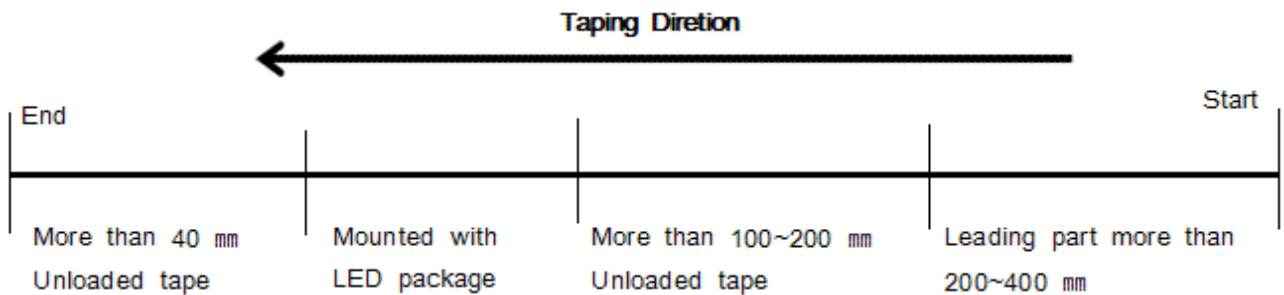 Taping Diretion
End
Start
More than 40 ㎜
Unloaded tape
Mounted with
LED package
More than 100~200 ㎜
Unloaded tape
Leading part more than
200~400 ㎜